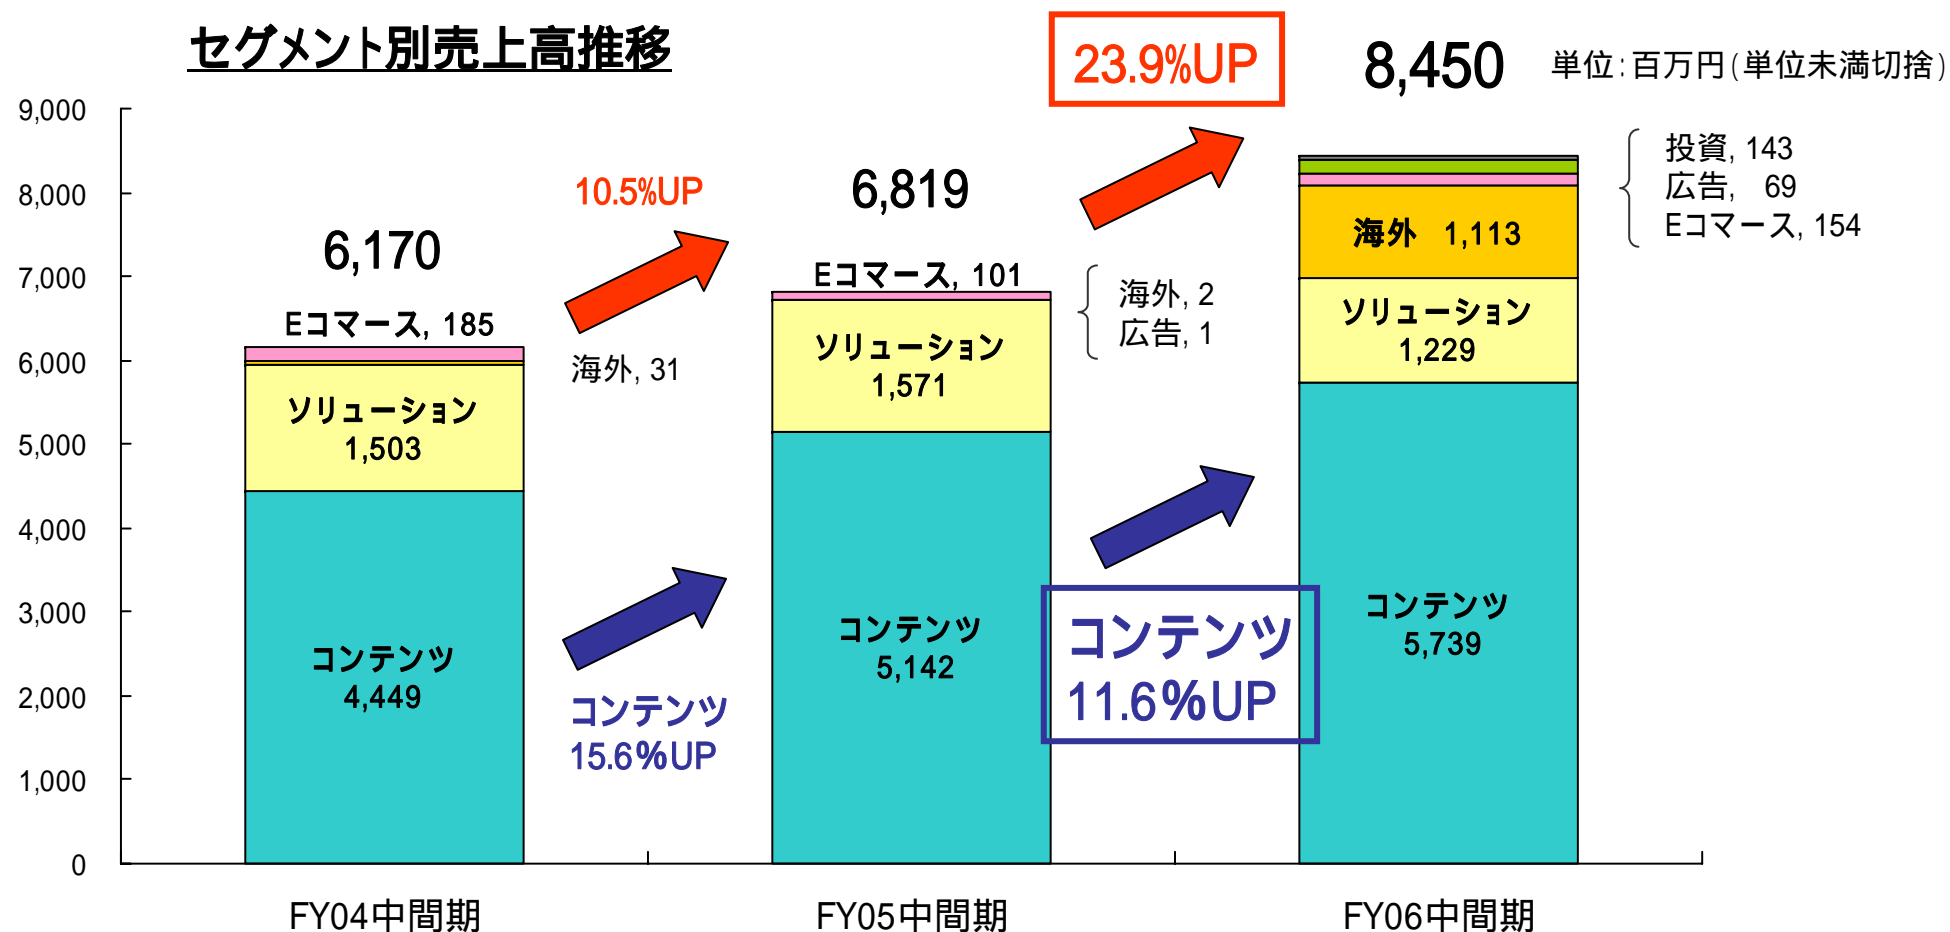 セグメント別売上高推移
23.9%UP
8,450
単位:百万円(単位未満切捨)
9,000
8,000
7,000
6,000
5,000
4,000
3,000
2,000
1,000
0
6,170
Eコマース, 185
ソリューション
1,503
コンテンツ
4,449
10.5%UP
海外, 31
コンテンツ
15.6%UP
6,819
Eコマース, 101
ソリューション
1,571
コンテンツ
5,142
海外, 2
広告, 1
コンテンツ
11.6%UP
海外 1,113
ソリューション
1,229
コンテンツ
5,739
投資, 143
広告, 69
Eコマース, 154
FY04中間期
FY05中間期
FY06中間期